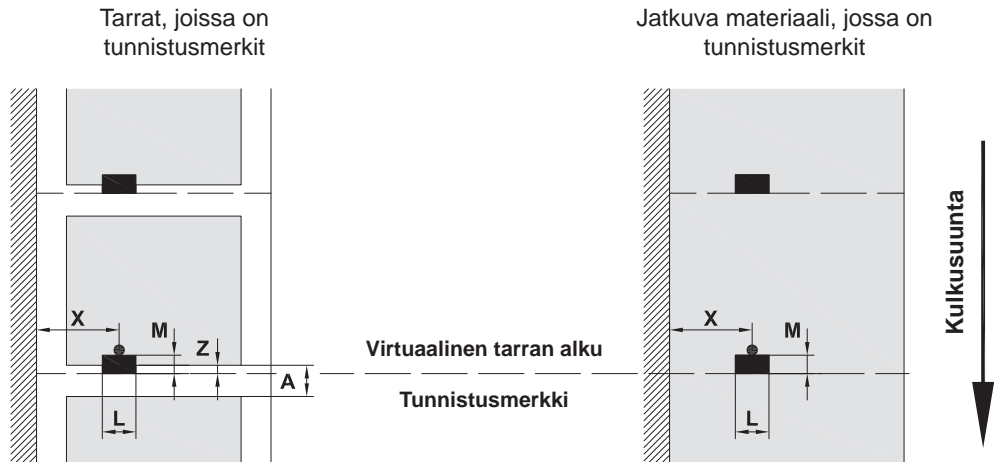 Tarrat, joissa on
tunnistusmerkit
Jatkuva materiaali, jossa on
tunnistusmerkit
X
M
Z
A
L
Virtuaalinen tarran alku
Tunnistusmerkki
X
M
L
Kulkusuunta